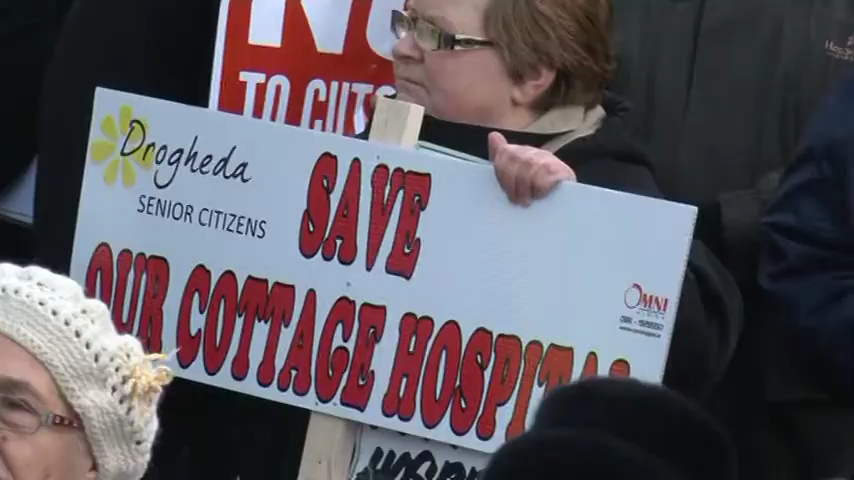 NO
TO CUTS
Drogheda
SENIOR CITIZENS
SAVE
OUR COTTAGE HOSPITAL
OMNI